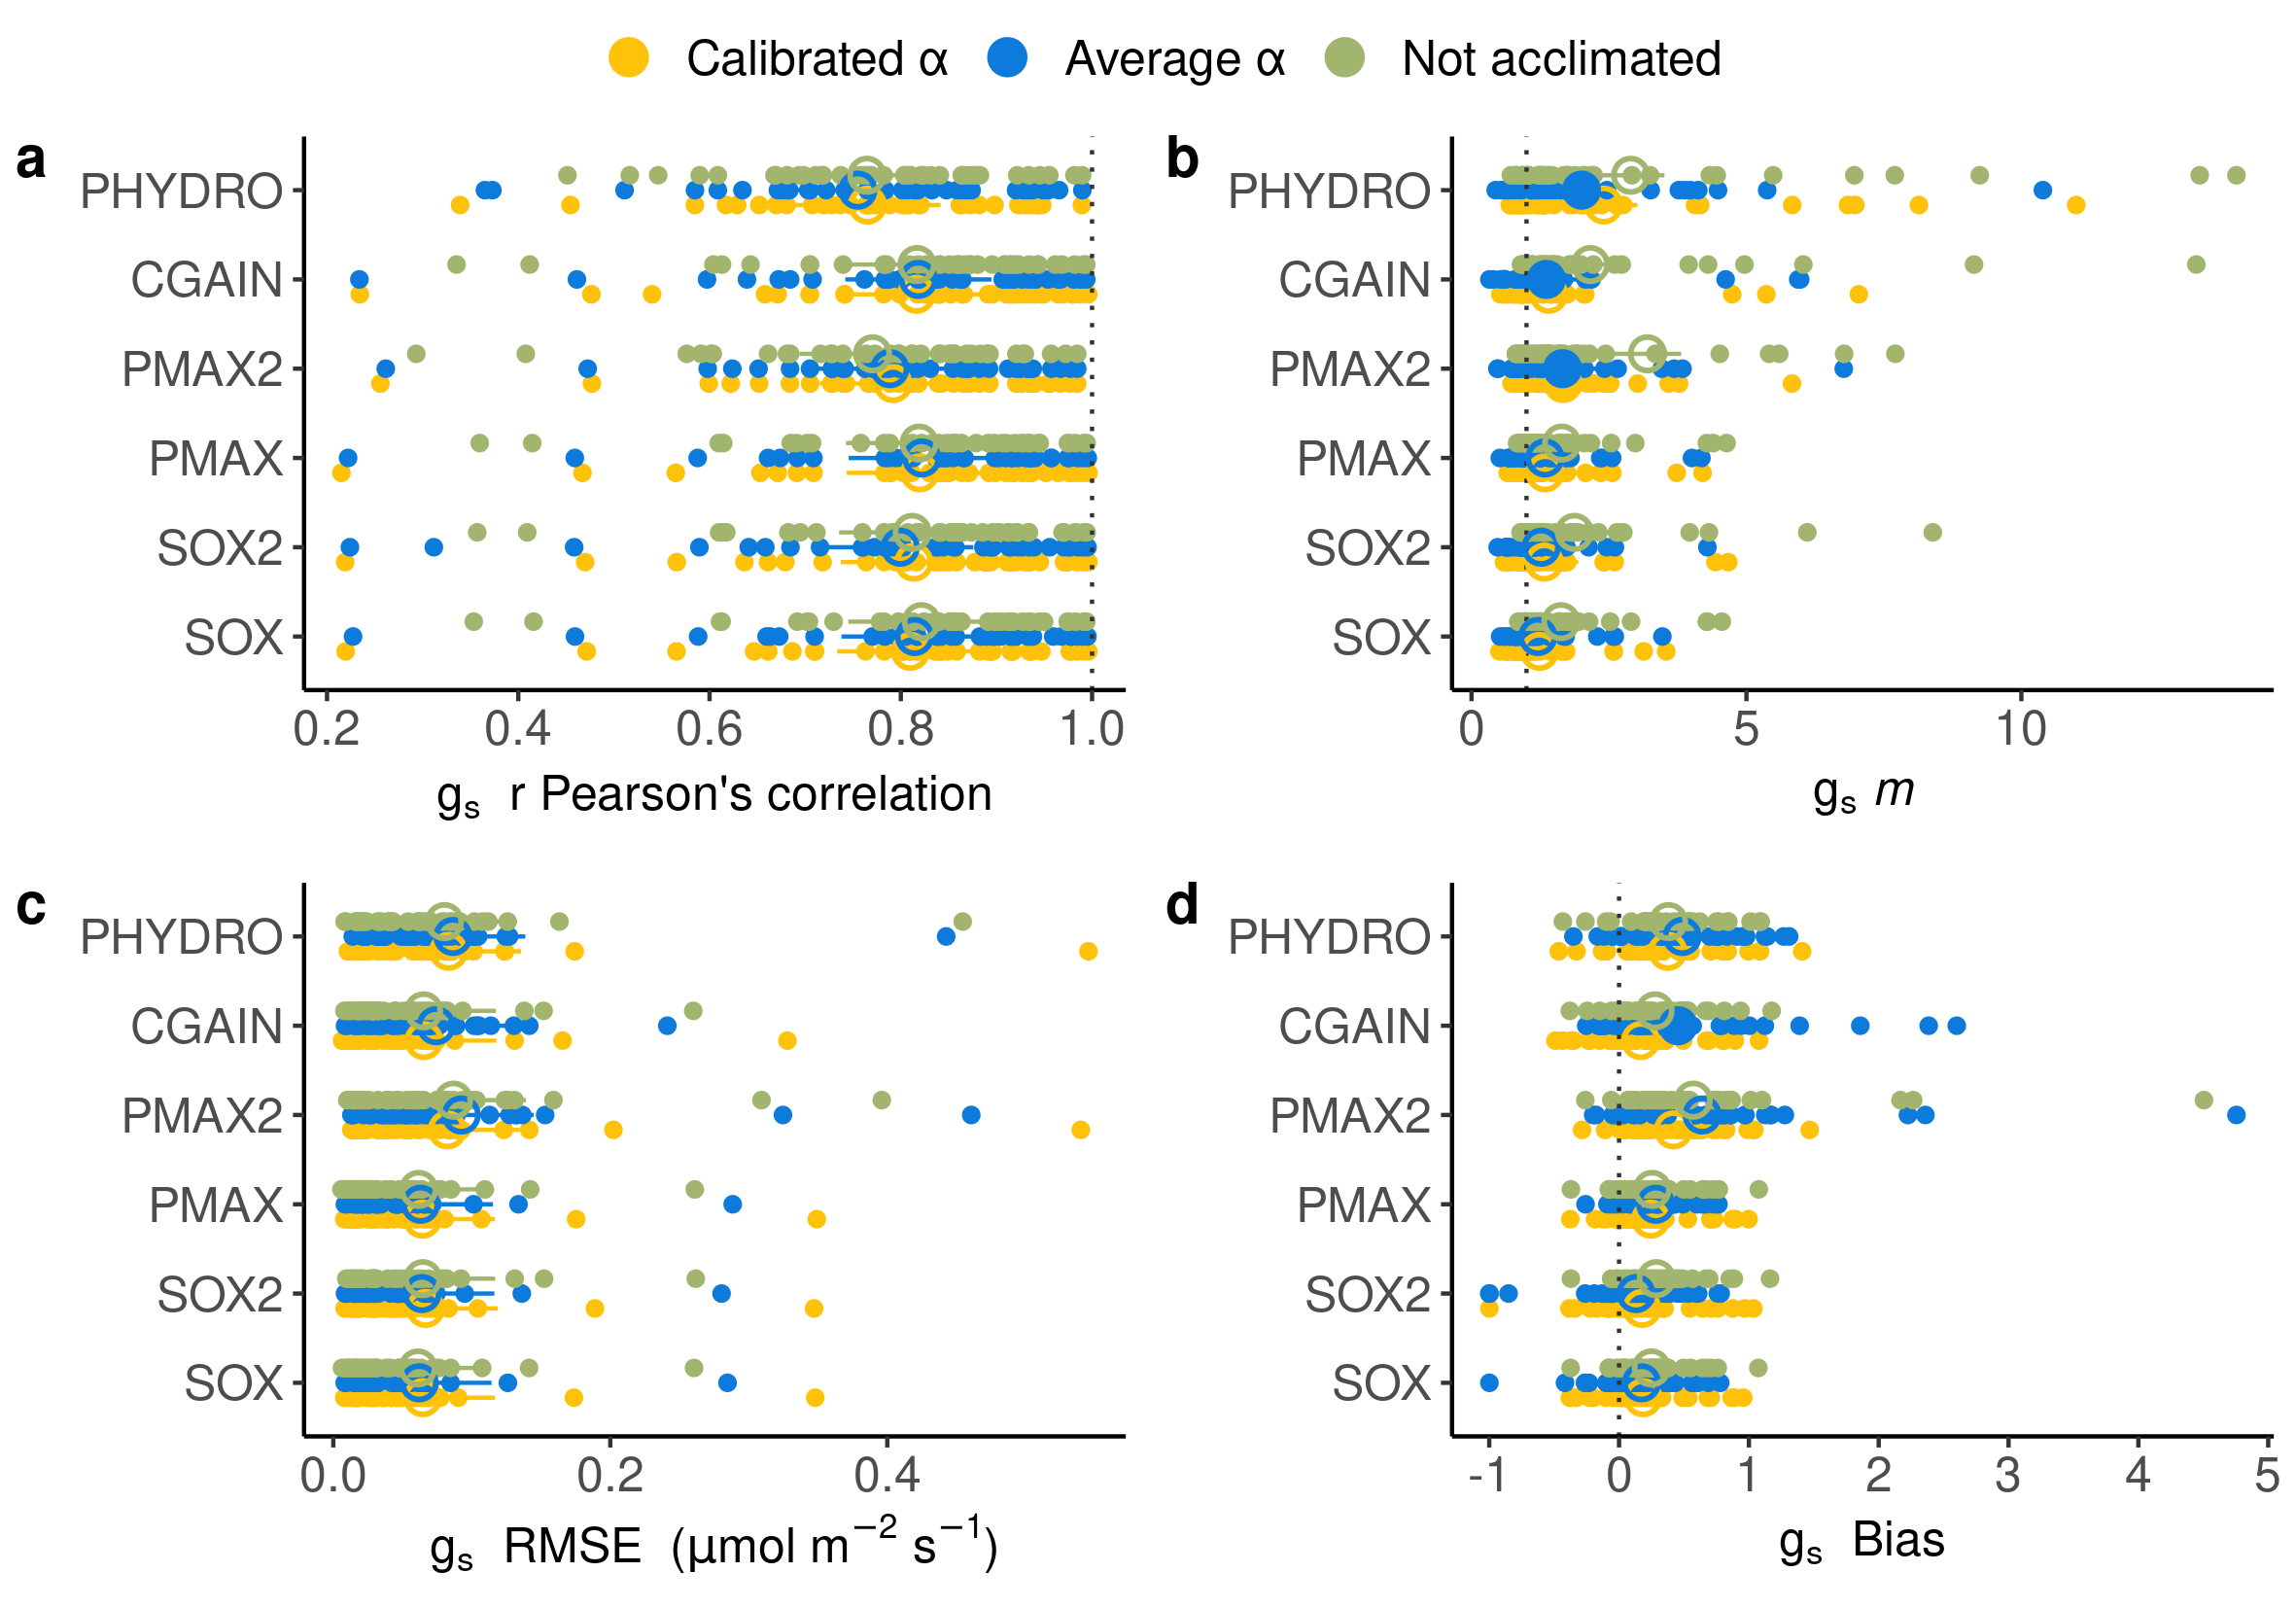 Calibrated α Average α Not acclimated
a
PHYDRO
CGAIN
PMAX2
PMAX
SOX2
SOX
0.2 0.4 0.6 0.8 1.0
gs r Pearson's correlation
b
PHYDRO
CGAIN
PMAX2
PMAX
SOX2
SOX
0 5 10
gs m
c
PHYDRO
CGAIN
PMAX2
PMAX
SOX2
SOX
0.0 0.2 0.4
gs RMSE (μmol m−2 s−1)
d
PHYDRO
CGAIN
PMAX2
PMAX
SOX2
SOX
-1 0 1 2 3 4 5
gs Bias